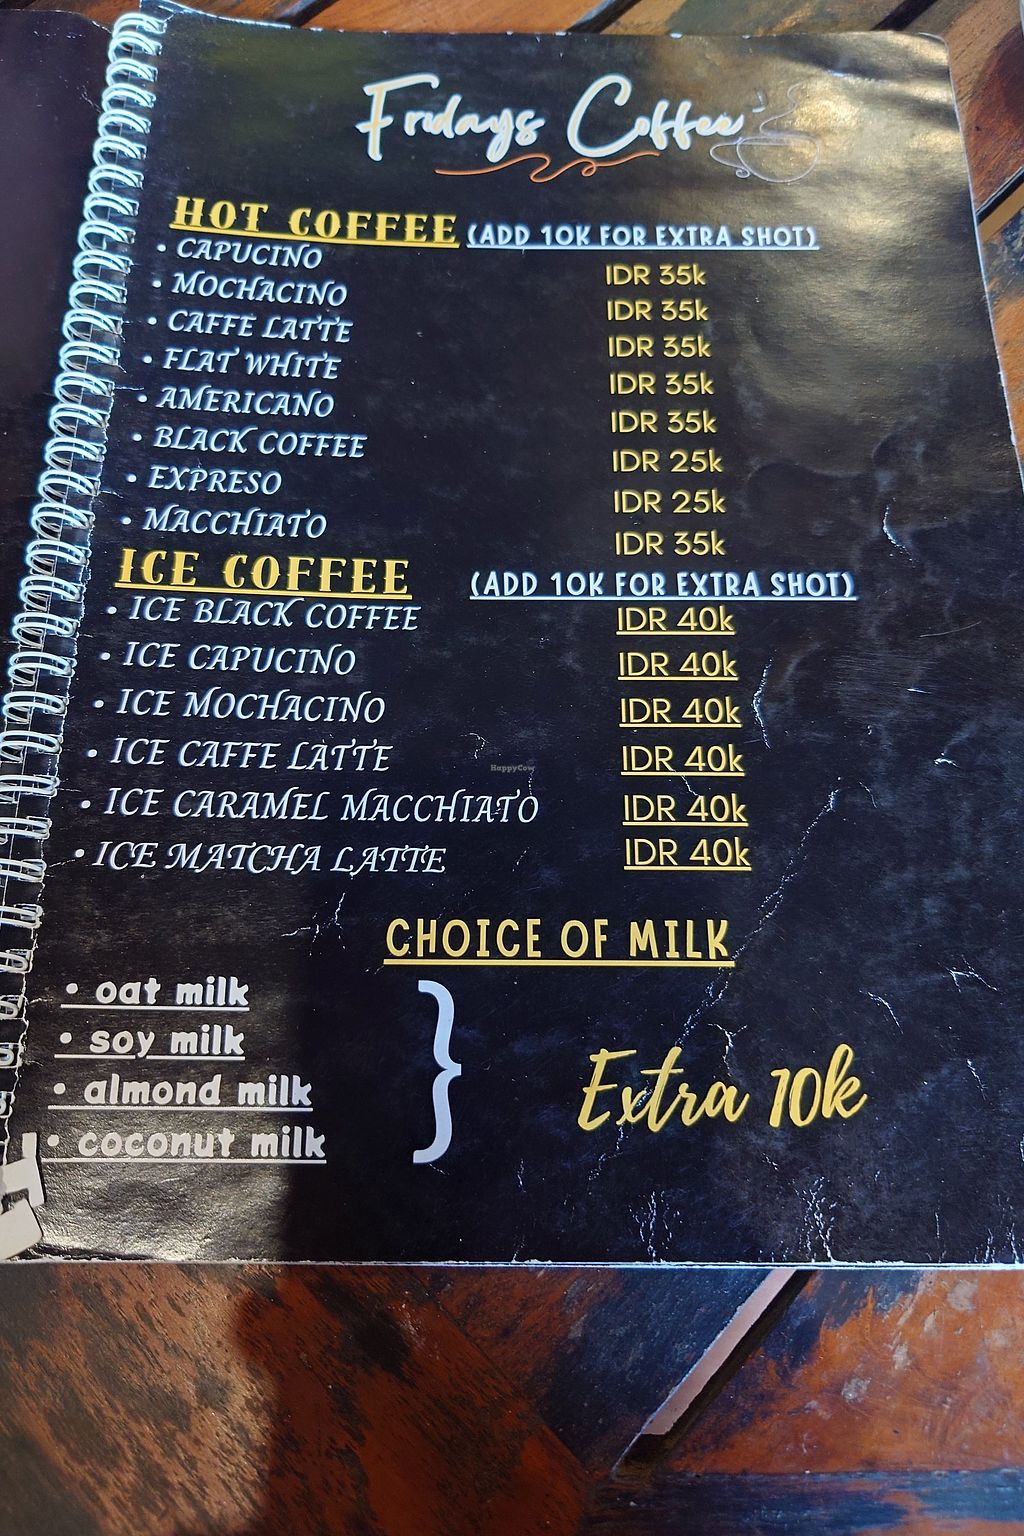 Fridays Coffee
HOT COFFEE (ADD 10K FOR EXTRA SHOT)
• CAPUCINO IDR 35k
• MOCHACINO IDR 35k
• CAFFE LATTE IDR 35k
• FLAT WHITE IDR 35k
• AMERICANO IDR 35k
• BLACK COFFEE IDR 25k
• EXPRESO IDR 25k
• MACCHIATO IDR 35k
ICE COFFEE (ADD 10K FOR EXTRA SHOT)
• ICE BLACK COFFEE IDR 40k
• ICE CAPUCINO IDR 40k
• ICE MOCHACINO IDR 40k
• ICE CAFFE LATTE IDR 40k
HappyCow
• ICE CARAMEL MACCHIATO IDR 40k
• ICE MATCHA LATTE IDR 40k
CHOICE OF MILK
• oat milk
• soy milk
• almond milk
• coconut milk
} Extra 10k